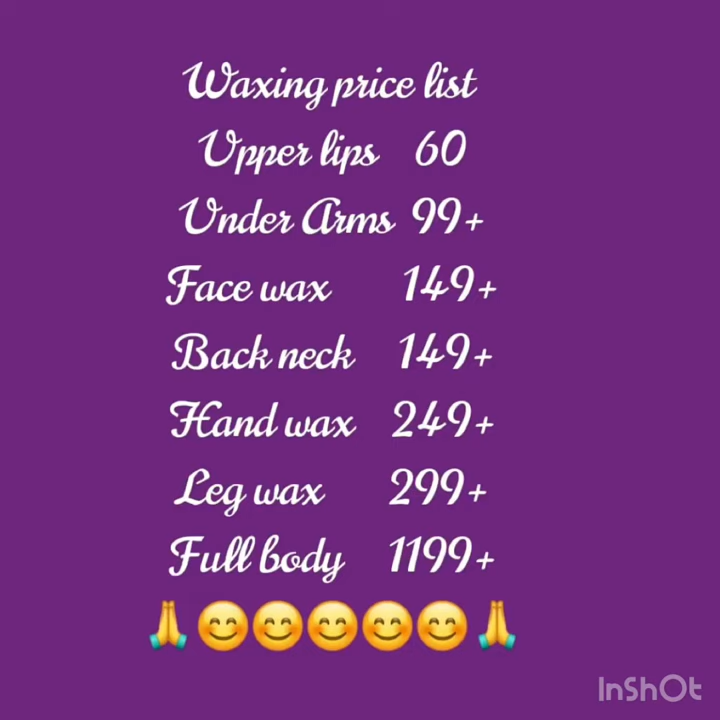 Waxing price list
Upper lips 60
Under Arms 99+
Face wax 149+
Back neck 149+
Hand wax 249+
Leg wax 299+
Full body 1199+
🙏😊😊😊😊😊🙏
InShOt